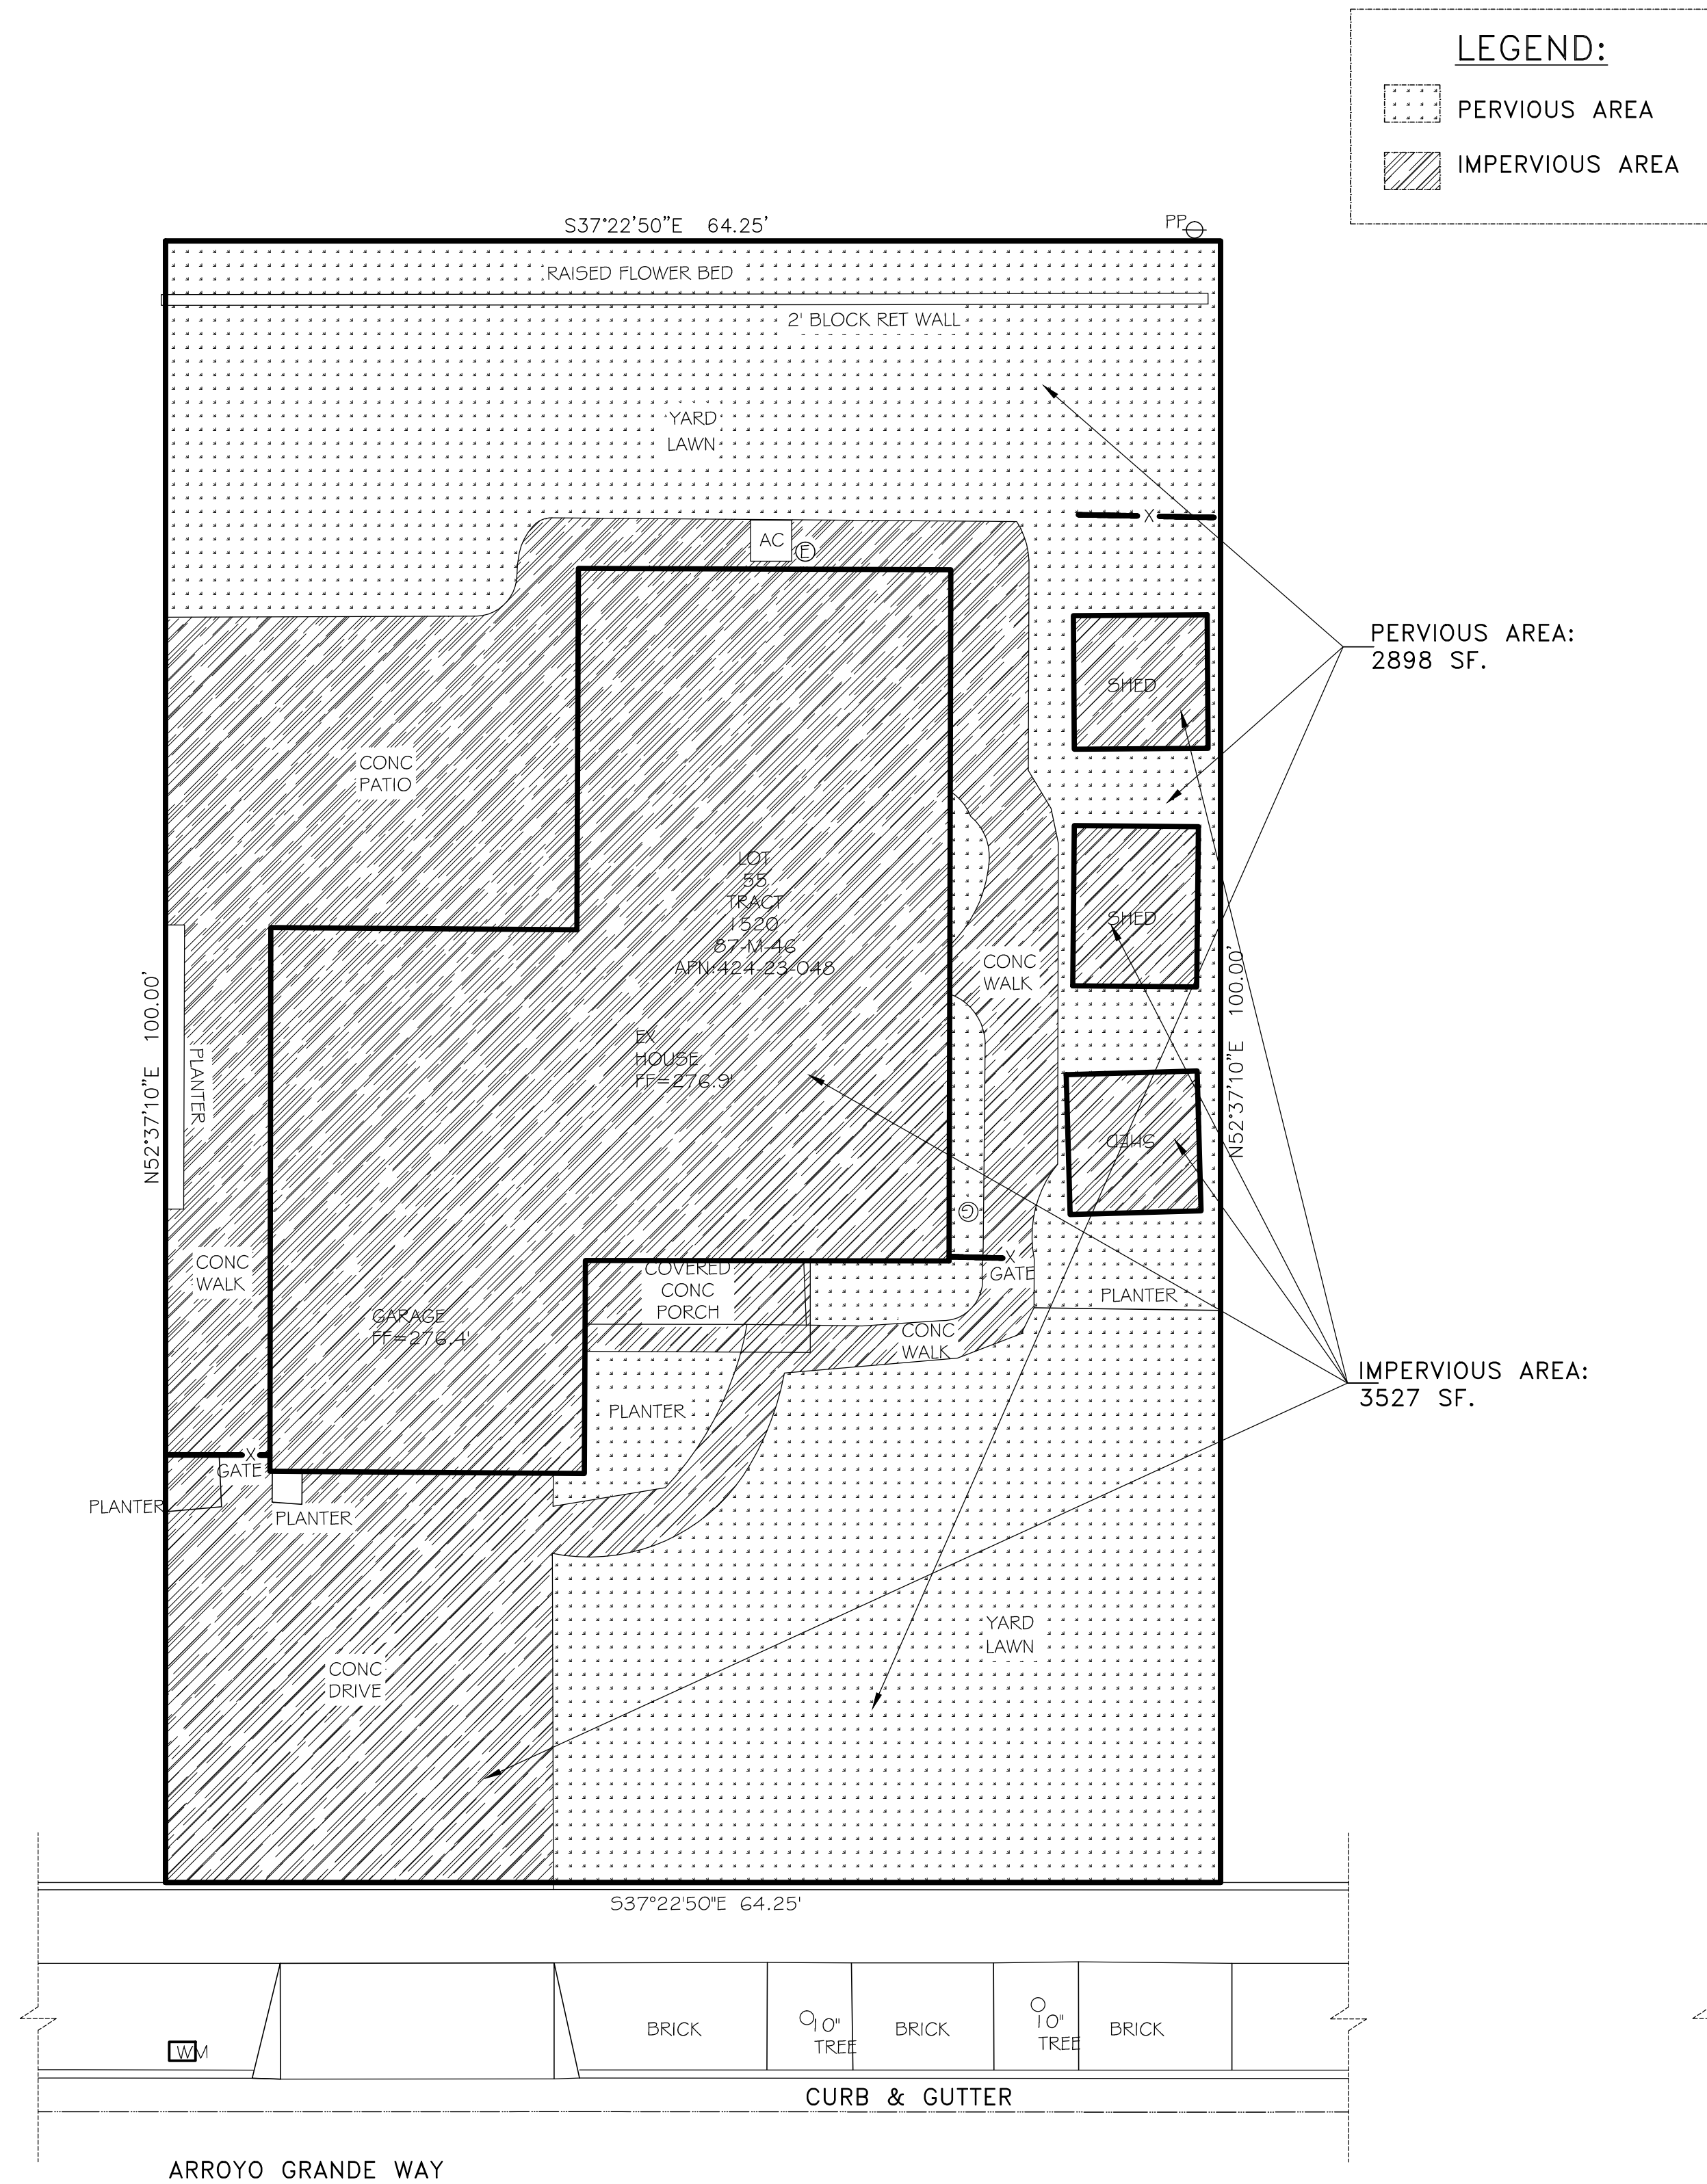 LEGEND:
PERVIOUS AREA
IMPERVIOUS AREA
S37°22'50"E 64.25'
PP
RAISED FLOWER BED
2' BLOCK RET WALL
YARD
LAWN
X
AC
E
PERVIOUS AREA:
2898 SF.
SHED
CONC
PATIO
LOT
55
TRACT
1520
87-M-46
APN:424-23-048
SHED
CONC
WALK
N52°37'10"E 100.00'
N52°37'10"E 100.00'
PLANTER
EX
HOUSE
FF=276.9'
SHED
G
CONC
WALK
COVERED
CONC
PORCH
X
GATE
PLANTER
GARAGE
FF=276.4'
CONC
WALK
IMPERVIOUS AREA:
3527 SF.
PLANTER
X
GATE
PLANTER
PLANTER
YARD
LAWN
CONC
DRIVE
S37°22'50"E 64.25'
BRICK
10"
TREE
BRICK
10"
TREE
BRICK
WM
CURB & GUTTER
ARROYO GRANDE WAY